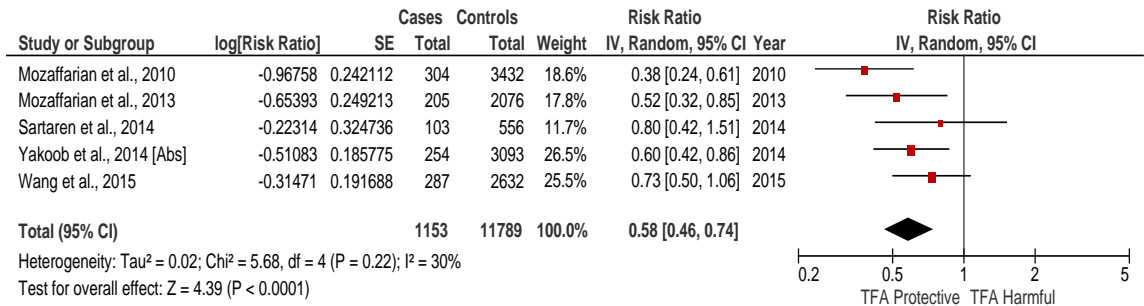 Cases Controls Risk Ratio Risk Ratio
Study or Subgroup log[Risk Ratio] SE Total Total Weight IV, Random, 95% CI Year IV, Random, 95% CI
Mozaffarian et al., 2010 -0.96758 0.242112 304 3432 18.6% 0.38 [0.24, 0.61] 2010
Mozaffarian et al., 2013 -0.65393 0.249213 205 2076 17.8% 0.52 [0.32, 0.85] 2013
Sartaren et al., 2014 -0.22314 0.324736 103 556 11.7% 0.80 [0.42, 1.51] 2014
Yakoob et al., 2014 [Abs] -0.51083 0.185775 254 3093 26.5% 0.60 [0.42, 0.86] 2014
Wang et al., 2015 -0.31471 0.191688 287 2632 25.5% 0.73 [0.50, 1.06] 2015
Total (95% CI) 1153 11789 100.0% 0.58 [0.46, 0.74]
Heterogeneity: Tau² = 0.02; Chi² = 5.68, df = 4 (P = 0.22); I² = 30%
Test for overall effect: Z = 4.39 (P < 0.0001)
0.2 0.5 1 2 5
TFA Protective TFA Harmful